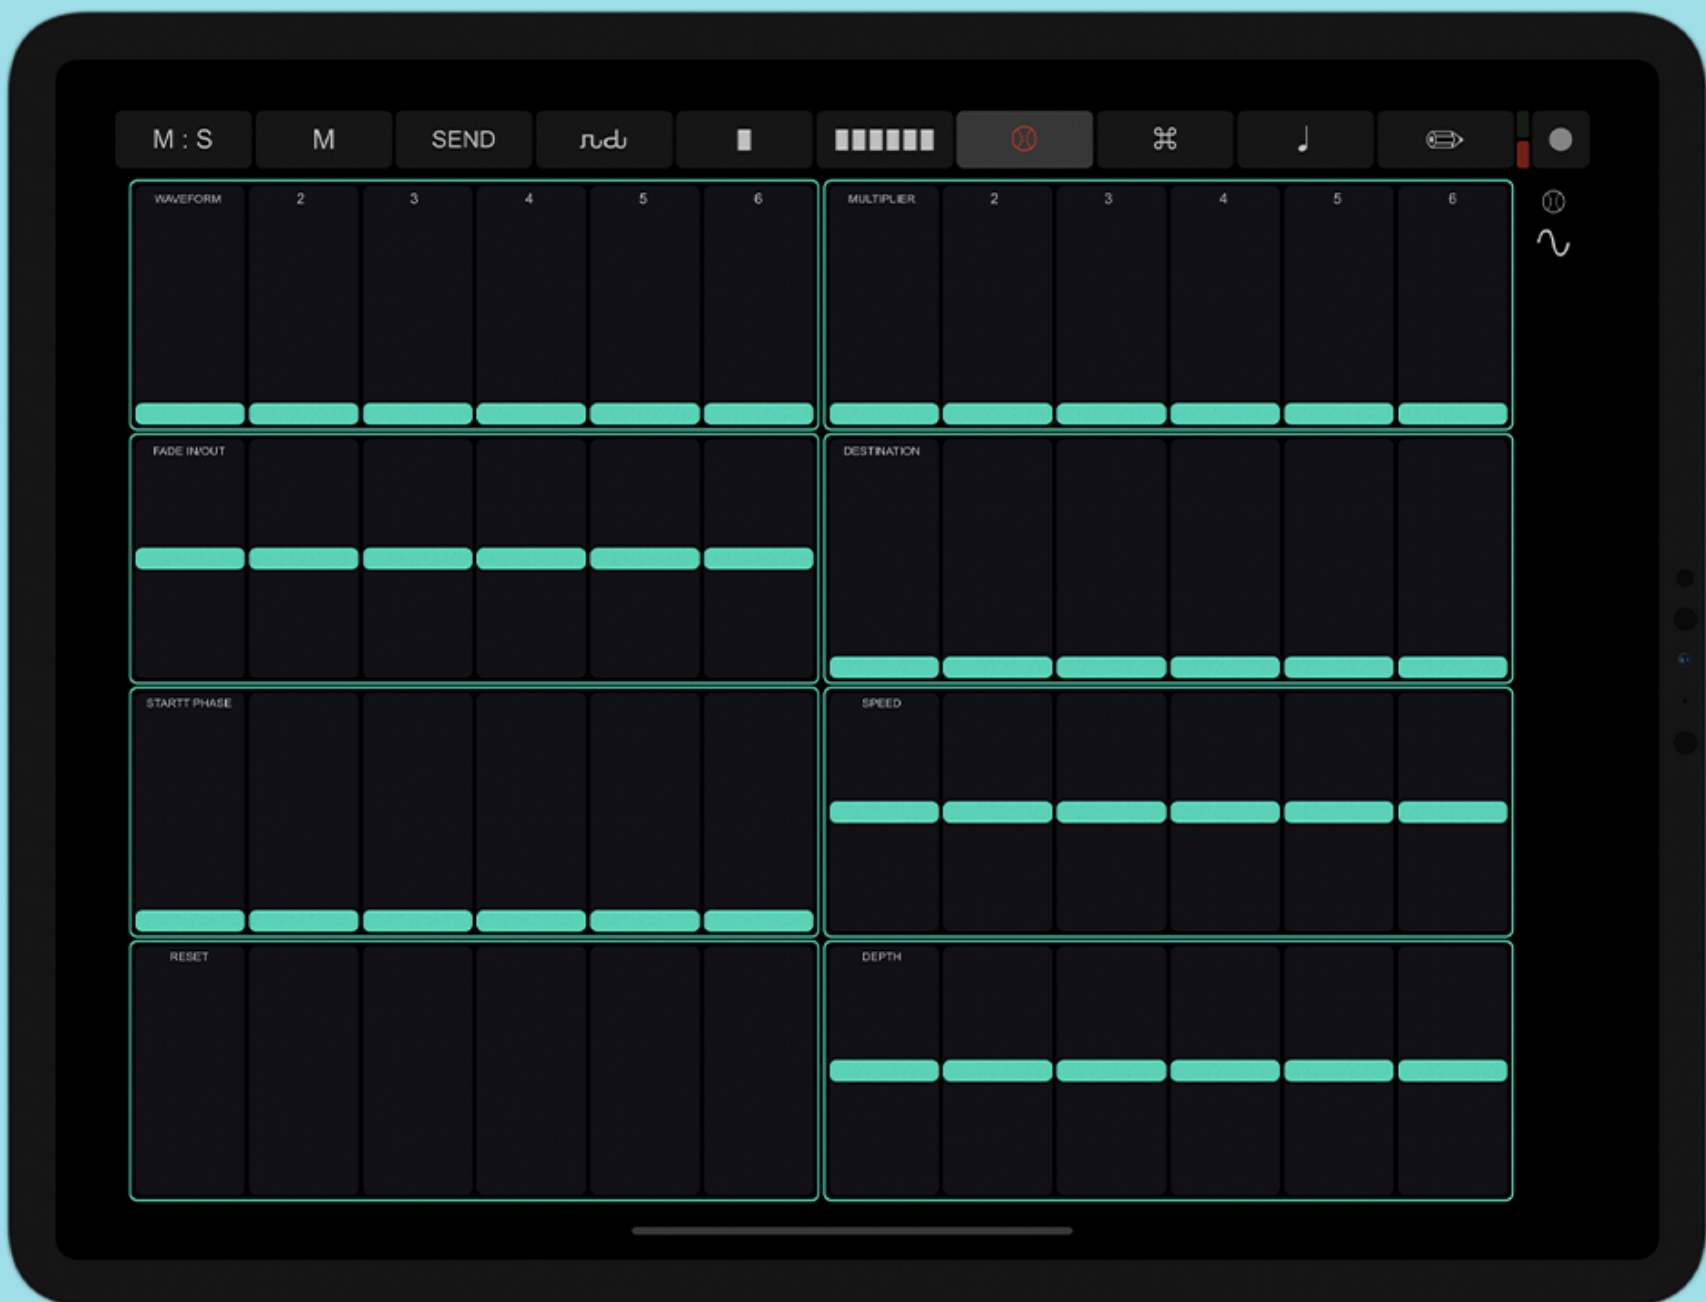 M : S M SEND
WAVEFORM 2 3 4 5 6 MULTIPLIER 2 3 4 5 6
FADE IN/OUT DESTINATION
STARTT PHASE SPEED
RESET DEPTH